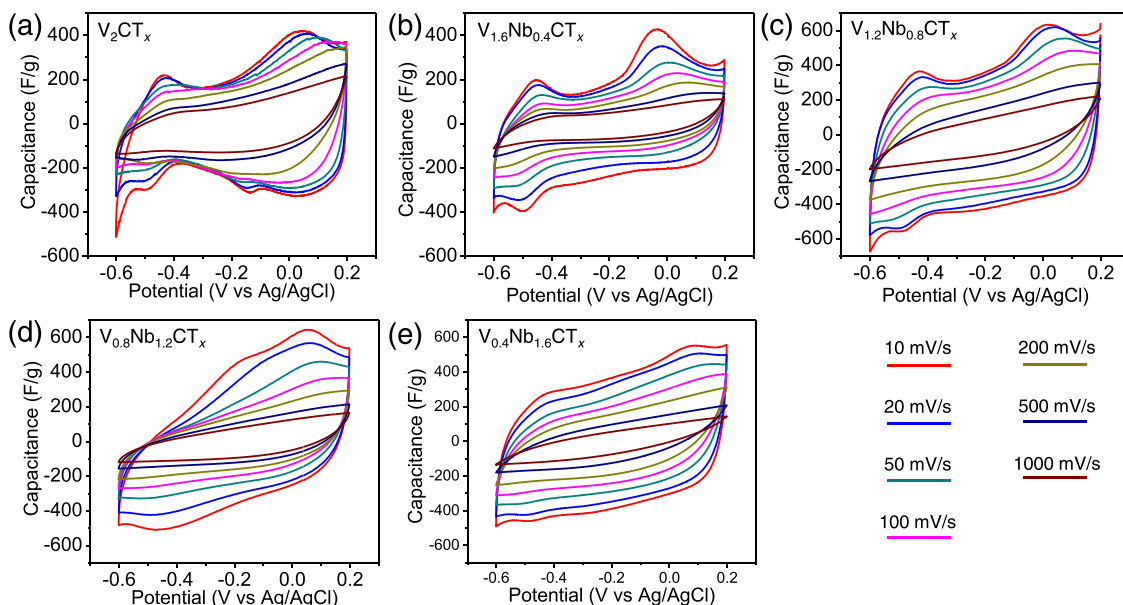 (a) V₂CTₓ
400
200
0
-200
-400
-600
Capacitance (F/g)
-0.6 -0.4 -0.2 0.0 0.2
Potential (V vs Ag/AgCl)
(b) V₁.₆Nb₀.₄CTₓ
600
400
200
0
-200
-400
-600
Capacitance (F/g)
-0.6 -0.4 -0.2 0.0 0.2
Potential (V vs Ag/AgCl)
(c) V₁.₂Nb₀.₈CTₓ
600
400
200
0
-200
-400
-600
Capacitance (F/g)
-0.6 -0.4 -0.2 0.0 0.2
Potential (V vs Ag/AgCl)
(d) V₀.₈Nb₁.₂CTₓ
600
400
200
0
-200
-400
-600
Capacitance (F/g)
-0.6 -0.4 -0.2 0.0 0.2
Potential (V vs Ag/AgCl)
(e) V₀.₄Nb₁.₆CTₓ
600
400
200
0
-200
-400
-600
Capacitance (F/g)
-0.6 -0.4 -0.2 0.0 0.2
Potential (V vs Ag/AgCl)
10 mV/s 200 mV/s
20 mV/s 500 mV/s
50 mV/s 1000 mV/s
100 mV/s